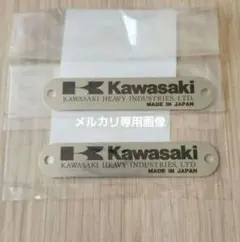 Kawasaki
KAWASAKI HEAVY INDUSTRIES, LTD.
MADE IN JAPAN
メルカリ専用画像
Kawasaki
KAWASAKI HEAVY INDUSTRIES, LTD.
MADE IN JAPAN